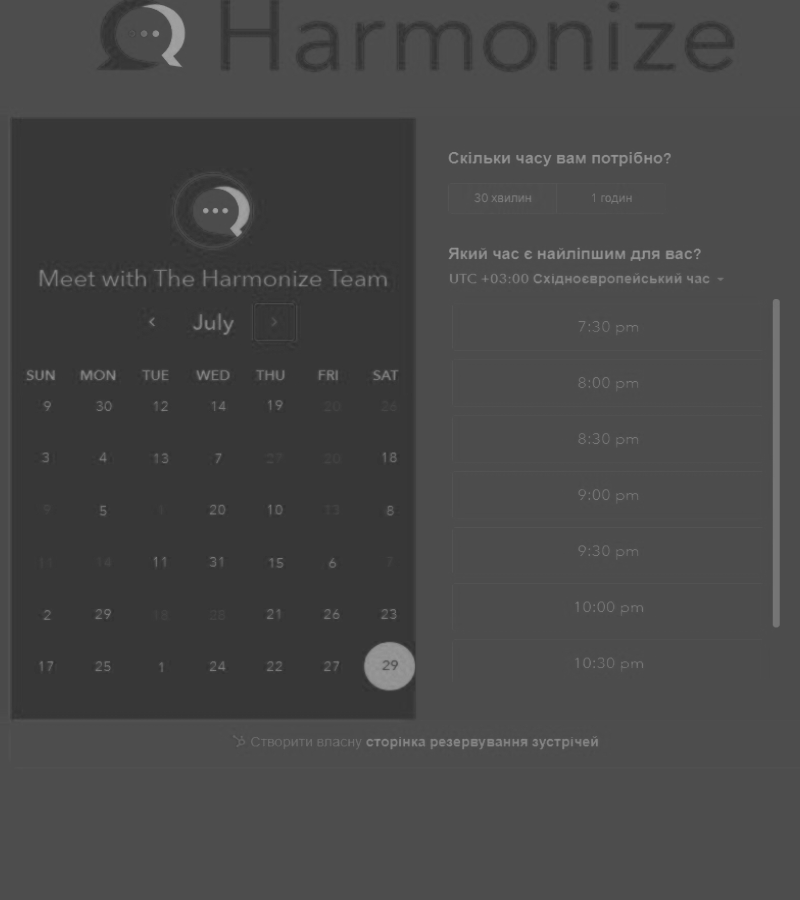 Harmonize
Meet with The Harmonize Team
July
SUN MON TUE WED THU FRI SAT
9 30 12 14 19 20 26
3 4 13 7 27 20 18
9 5 20 10 13 8
11 14 11 31 15 6 7
2 29 18 28 21 26 23
17 25 1 24 22 27 29
Скільки часу вам потрібно?
30 хвилин 1 годин
Який час є найліпшим для вас?
UTC +03:00 Східноєвропейський час
7:30 pm
8:00 pm
8:30 pm
9:00 pm
9:30 pm
10:00 pm
10:30 pm
Створити власну сторінка резервування зустрічей